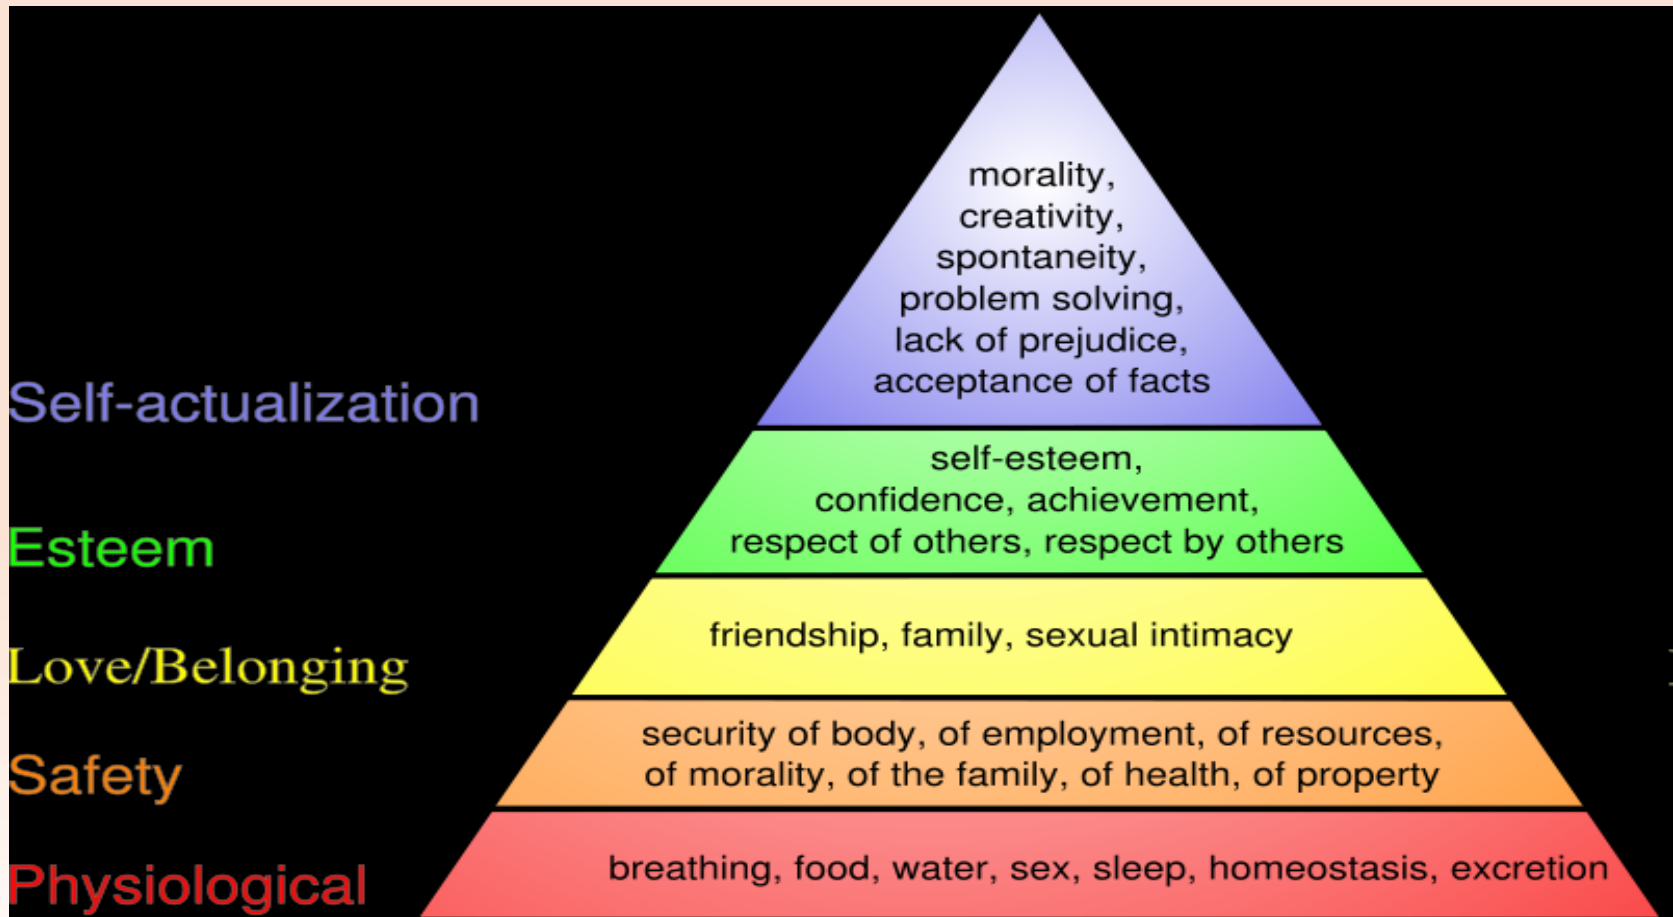 morality,
creativity,
spontaneity,
problem solving,
lack of prejudice,
acceptance of facts
Self-actualization
self-esteem,
confidence, achievement,
respect of others, respect by others
Esteem
friendship, family, sexual intimacy
Love/Belonging
security of body, of employment, of resources,
of morality, of the family, of health, of property
Safety
breathing, food, water, sex, sleep, homeostasis, excretion
Physiological